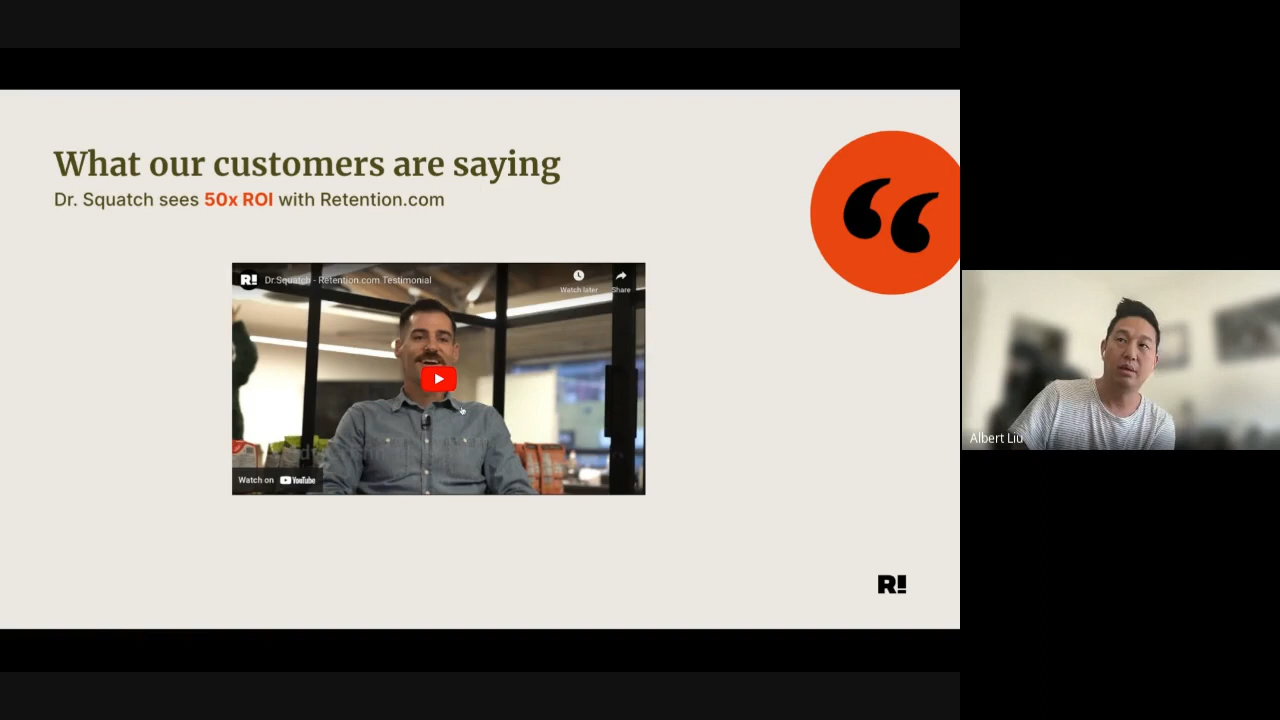 What our customers are saying
Dr. Squatch sees 50x ROI with Retention.com
R! Dr.Squatch - Retention.com Testimonial
Watch later
Share
Watch on YouTube
R!
Albert Liu